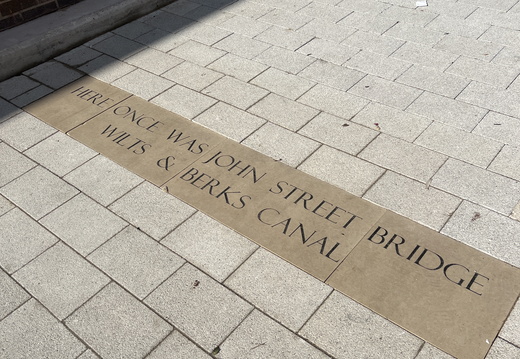 HERE ONCE WAS JOHN STREET BRIDGE
WILTS & BERKS CANAL